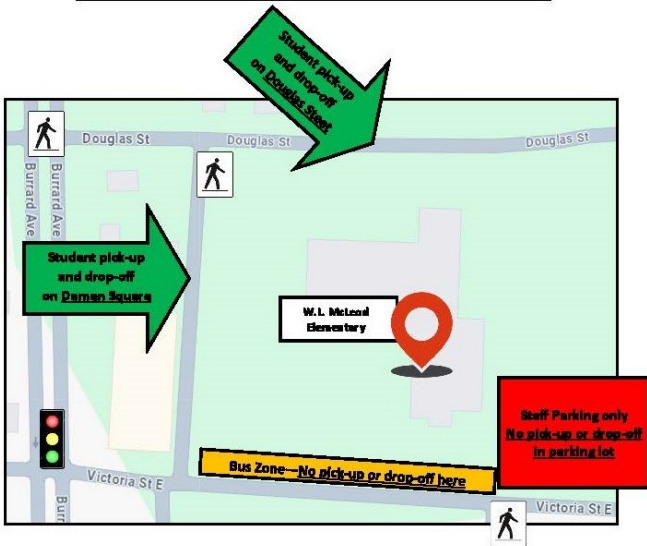 Student pick-up
and drop-off
on Douglas Steet
Douglas St
Douglas St
Douglas St
Burrard Ave
Burrard Ave
Student pick-up
and drop-off
on Damen Square
W.L. McLeod
Elementary
Staff Parking only
No pick-up or drop-off
in parking lot
Bus Zone—No pick-up or drop-off here
Victoria St E
Victoria St E
Burr